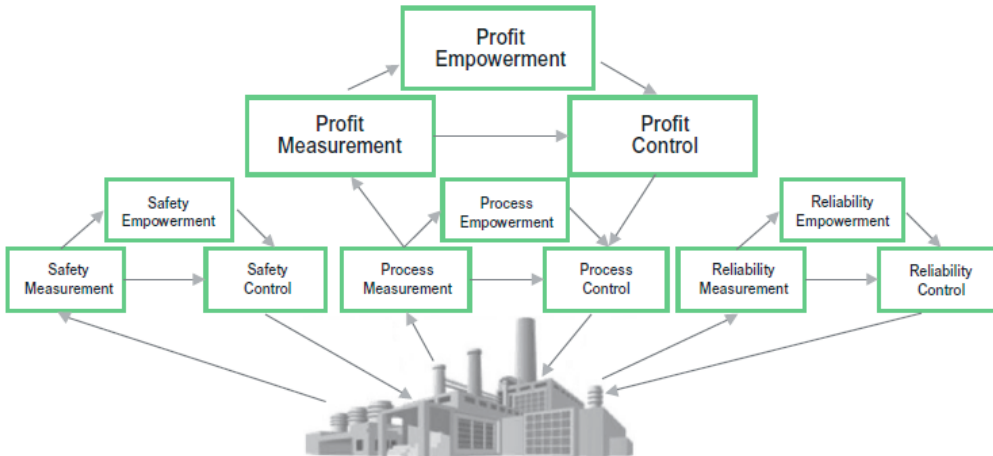 Profit
Empowerment
Profit
Measurement
Profit
Control
Safety
Empowerment
Process
Empowerment
Reliability
Empowerment
Safety
Measurement
Safety
Control
Process
Measurement
Process
Control
Reliability
Measurement
Reliability
Control